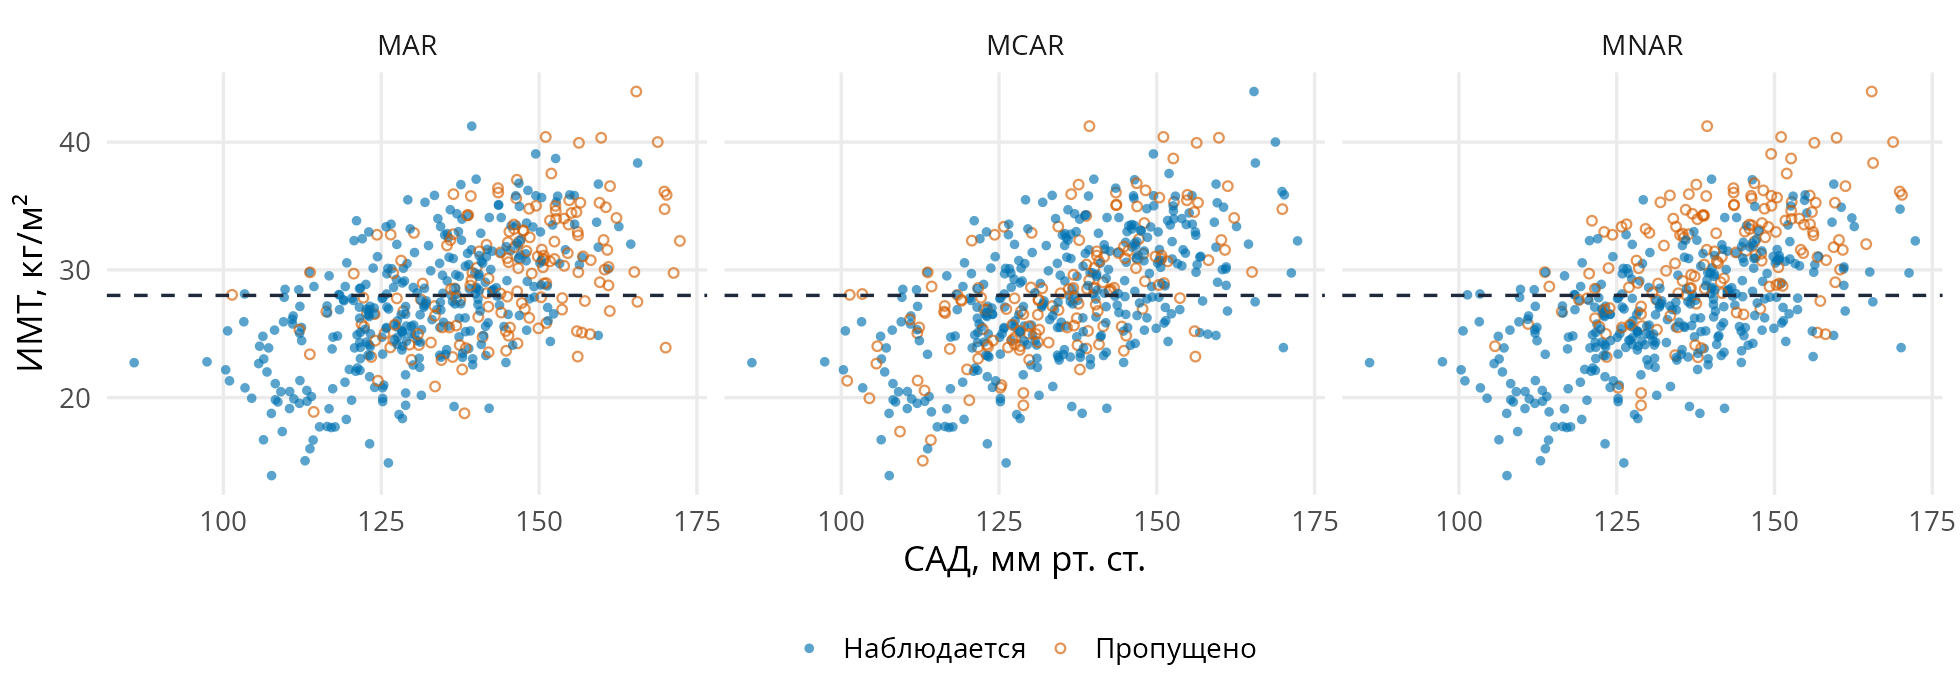 MAR
MCAR
MNAR
ИМТ, кг/м²
40
30
20
100
125
150
175
100
125
150
175
100
125
150
175
САД, мм рт. ст.
Наблюдается
Пропущено